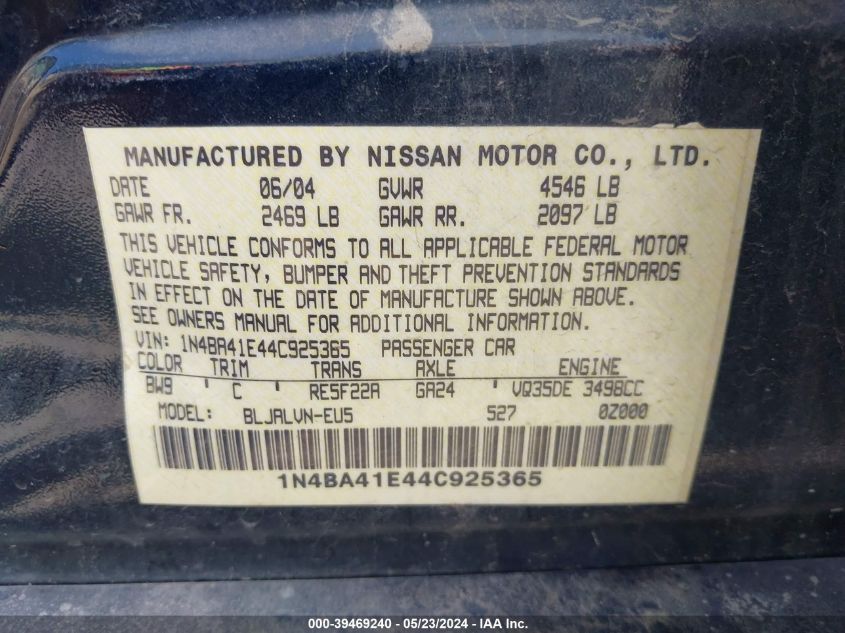 MANUFACTURED BY NISSAN MOTOR CO., LTD.
DATE 06/04 GVWR 4546 LB
GAWR FR. 2469 LB GAWR RR. 2097 LB
THIS VEHICLE CONFORMS TO ALL APPLICABLE FEDERAL MOTOR
VEHICLE SAFETY, BUMPER AND THEFT PREVENTION STANDARDS
IN EFFECT ON THE DATE OF MANUFACTURE SHOWN ABOVE.
SEE OWNERS MANUAL FOR ADDITIONAL INFORMATION.
VIN: 1N4BA41E44C925365 PASSENGER CAR
COLOR TRIM TRANS AXLE ENGINE
BW9 ' C RE5F22A GA24 ' VQ35DE 3498CC
MODEL: BLJALVN-EU5 527 0Z000
1N4BA41E44C925365
000-39469240 - 05/23/2024 - IAA Inc.